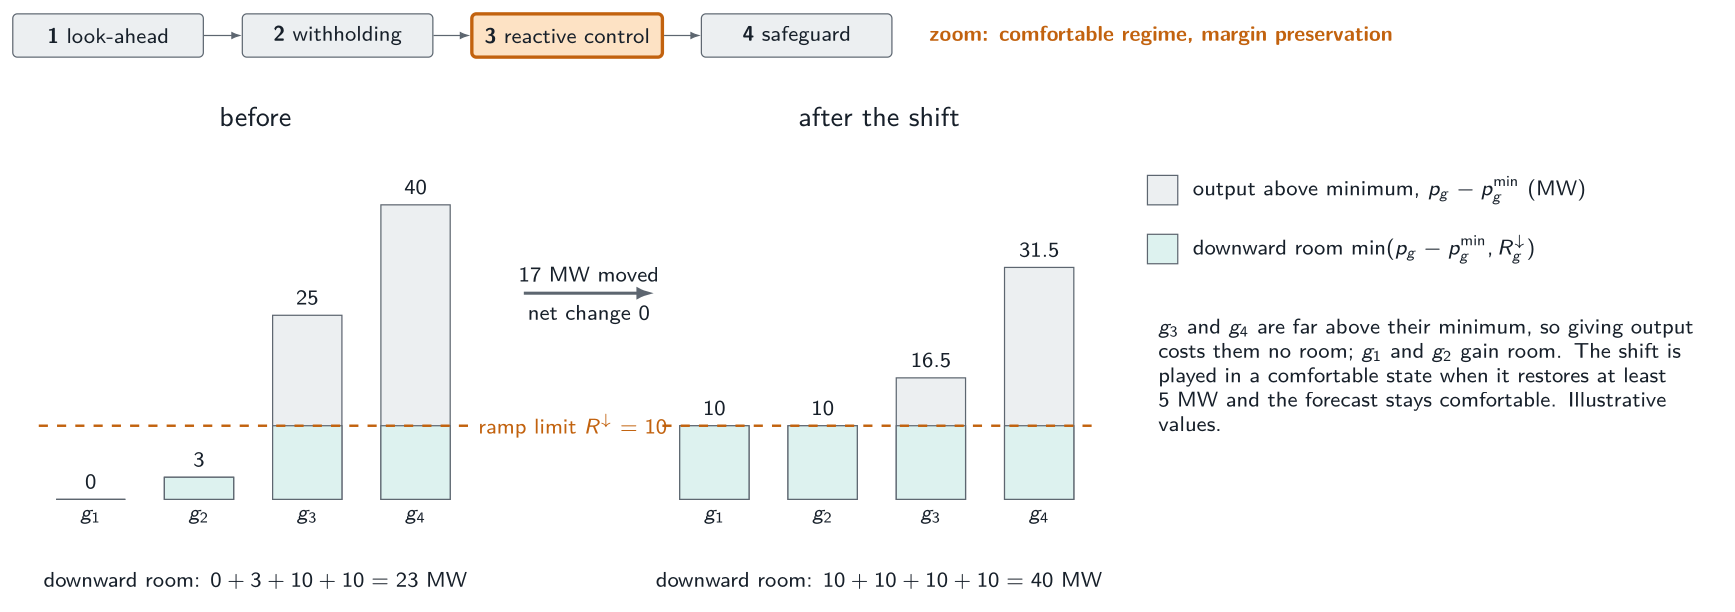 1 look-ahead
2 withholding
3 reactive control
4 safeguard
zoom: comfortable regime, margin preservation
before
after the shift
0
3
25
40
g₁
g₂
g₃
g₄
17 MW moved
net change 0
ramp limit R↓ = 10
10
10
16.5
31.5
g₁
g₂
g₃
g₄
downward room: 0 + 3 + 10 + 10 = 23 MW
downward room: 10 + 10 + 10 + 10 = 40 MW
output above minimum, p_g − p_g^min (MW)
downward room min(p_g − p_g^min, R_g^↓)
g₃ and g₄ are far above their minimum, so giving output
costs them no room; g₁ and g₂ gain room. The shift is
played in a comfortable state when it restores at least
5 MW and the forecast stays comfortable. Illustrative
values.